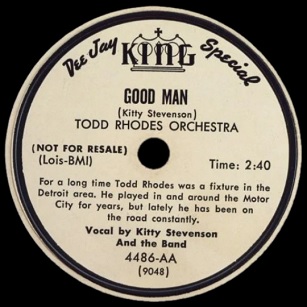 Dee Jay KING Special
GOOD MAN
(Kitty Stevenson)
TODD RHODES ORCHESTRA
(NOT FOR RESALE)
(Lois-BMI) Time: 2:40
For a long time Todd Rhodes was a fixture in the
Detroit area. He played in and around the Motor
City for years, but lately he has been on
the road constantly.
Vocal by Kitty Stevenson
And the Band
4486-AA
(9048)